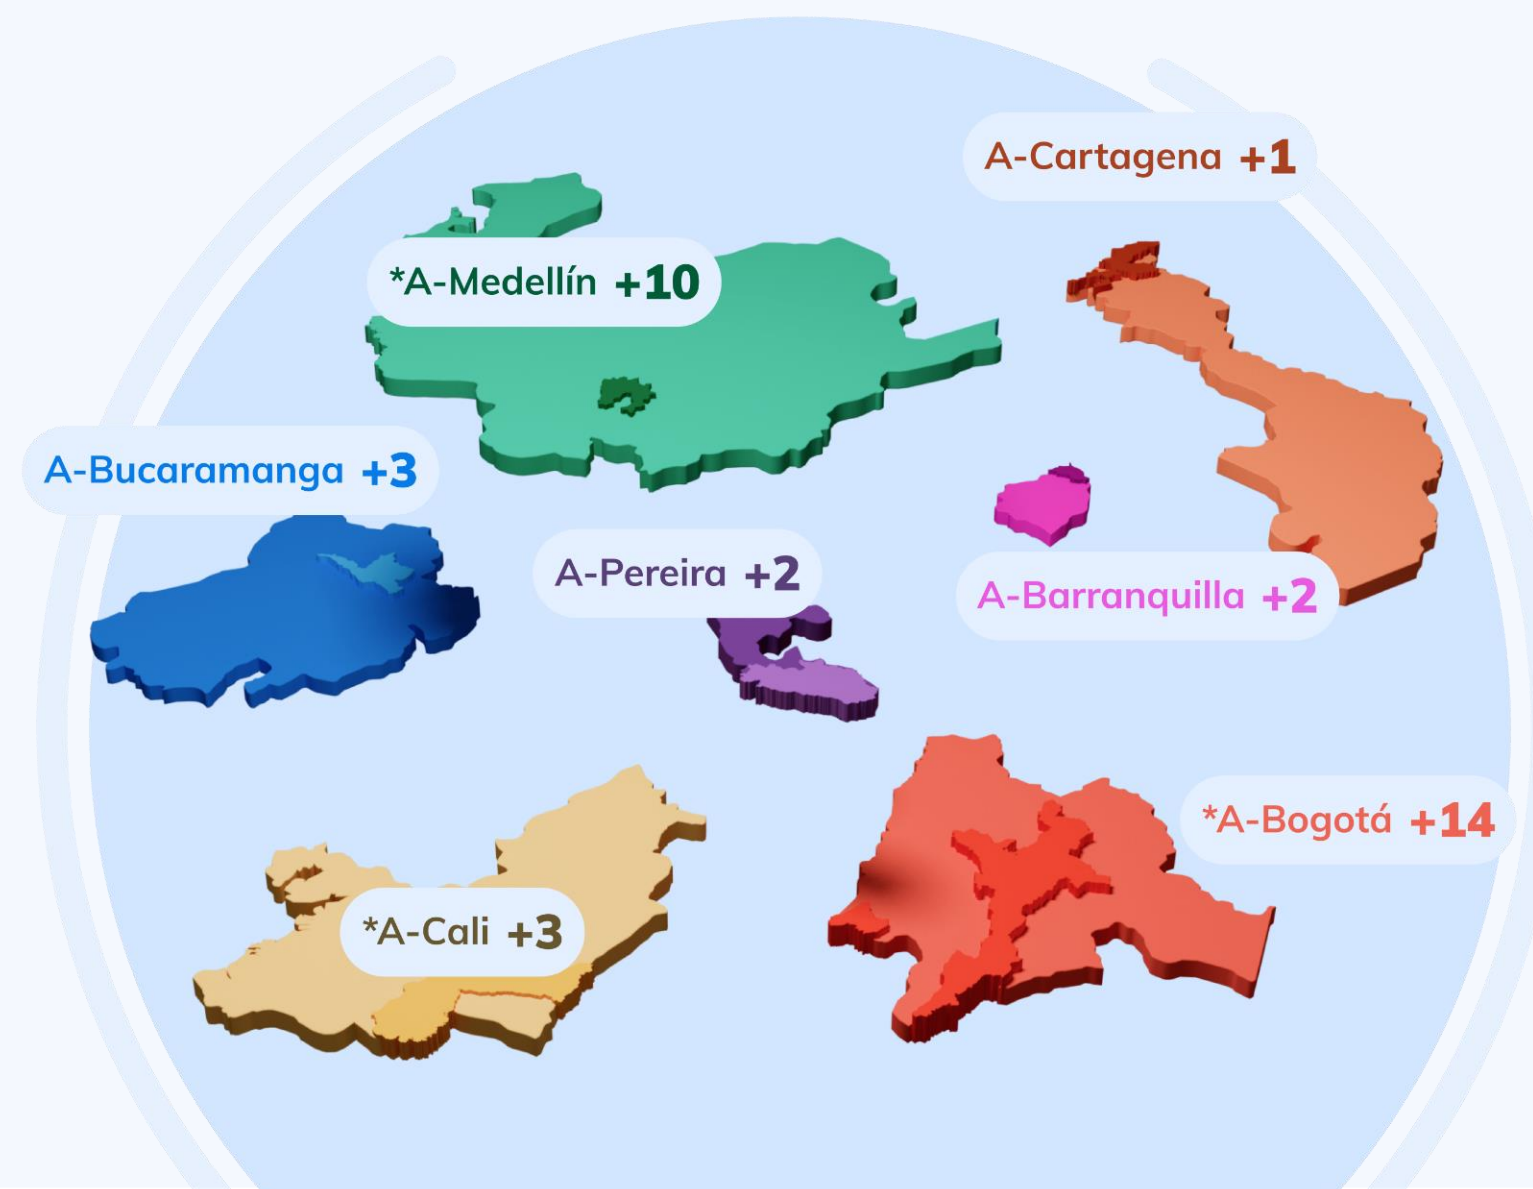 A-Cartagena +1
*A-Medellín +10
A-Bucaramanga +3
A-Pereira +2
A-Barranquilla +2
*A-Bogotá +14
*A-Cali +3